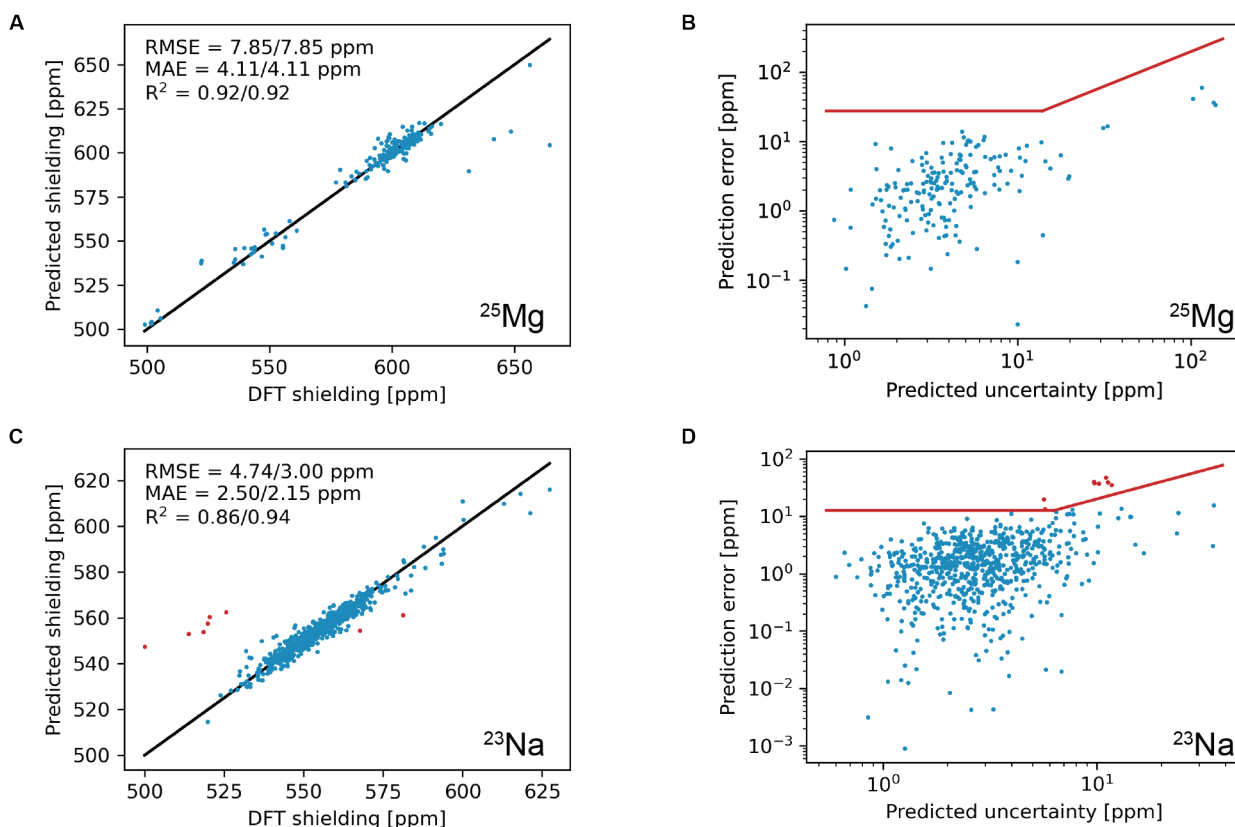 A
RMSE = 7.85/7.85 ppm
MAE = 4.11/4.11 ppm
R² = 0.92/0.92
650
625
600
575
550
525
500
Predicted shielding [ppm]
²⁵Mg
500
550
600
650
DFT shielding [ppm]
B
10²
10¹
10⁰
10⁻¹
Prediction error [ppm]
²⁵Mg
10⁰
10¹
10²
Predicted uncertainty [ppm]
C
RMSE = 4.74/3.00 ppm
MAE = 2.50/2.15 ppm
R² = 0.86/0.94
620
600
580
560
540
520
500
Predicted shielding [ppm]
²³Na
500
525
550
575
600
625
DFT shielding [ppm]
D
10²
10¹
10⁰
10⁻¹
10⁻²
10⁻³
Prediction error [ppm]
²³Na
10⁰
10¹
Predicted uncertainty [ppm]